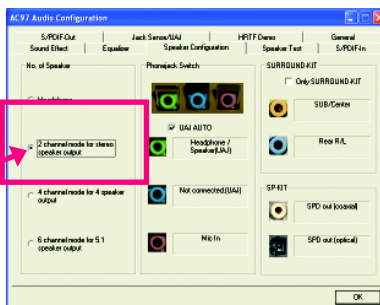 AC97 Audio Configuration
S/PDIF-Out
Jack Sense/UAJ
HRTF Demo
General
Sound Effect
Equalizer
Speaker Configuration
Speaker Test
S/PDIF-In
No. of Speaker
Headphone
2 channel mode for stereo
speaker output
4 channel mode for 4 speaker
output
6 channel mode for 5.1
speaker output
Phonejack Switch
UAJ AUTO
Headphone /
Speaker(UAJ)
Not connected.(UAJ)
Mic In
SURROUND-KIT
Only SURROUND-KIT
SUB/Center
Rear R/L
SP-KIT
SPD out (coaxial)
SPD out (optical)
OK